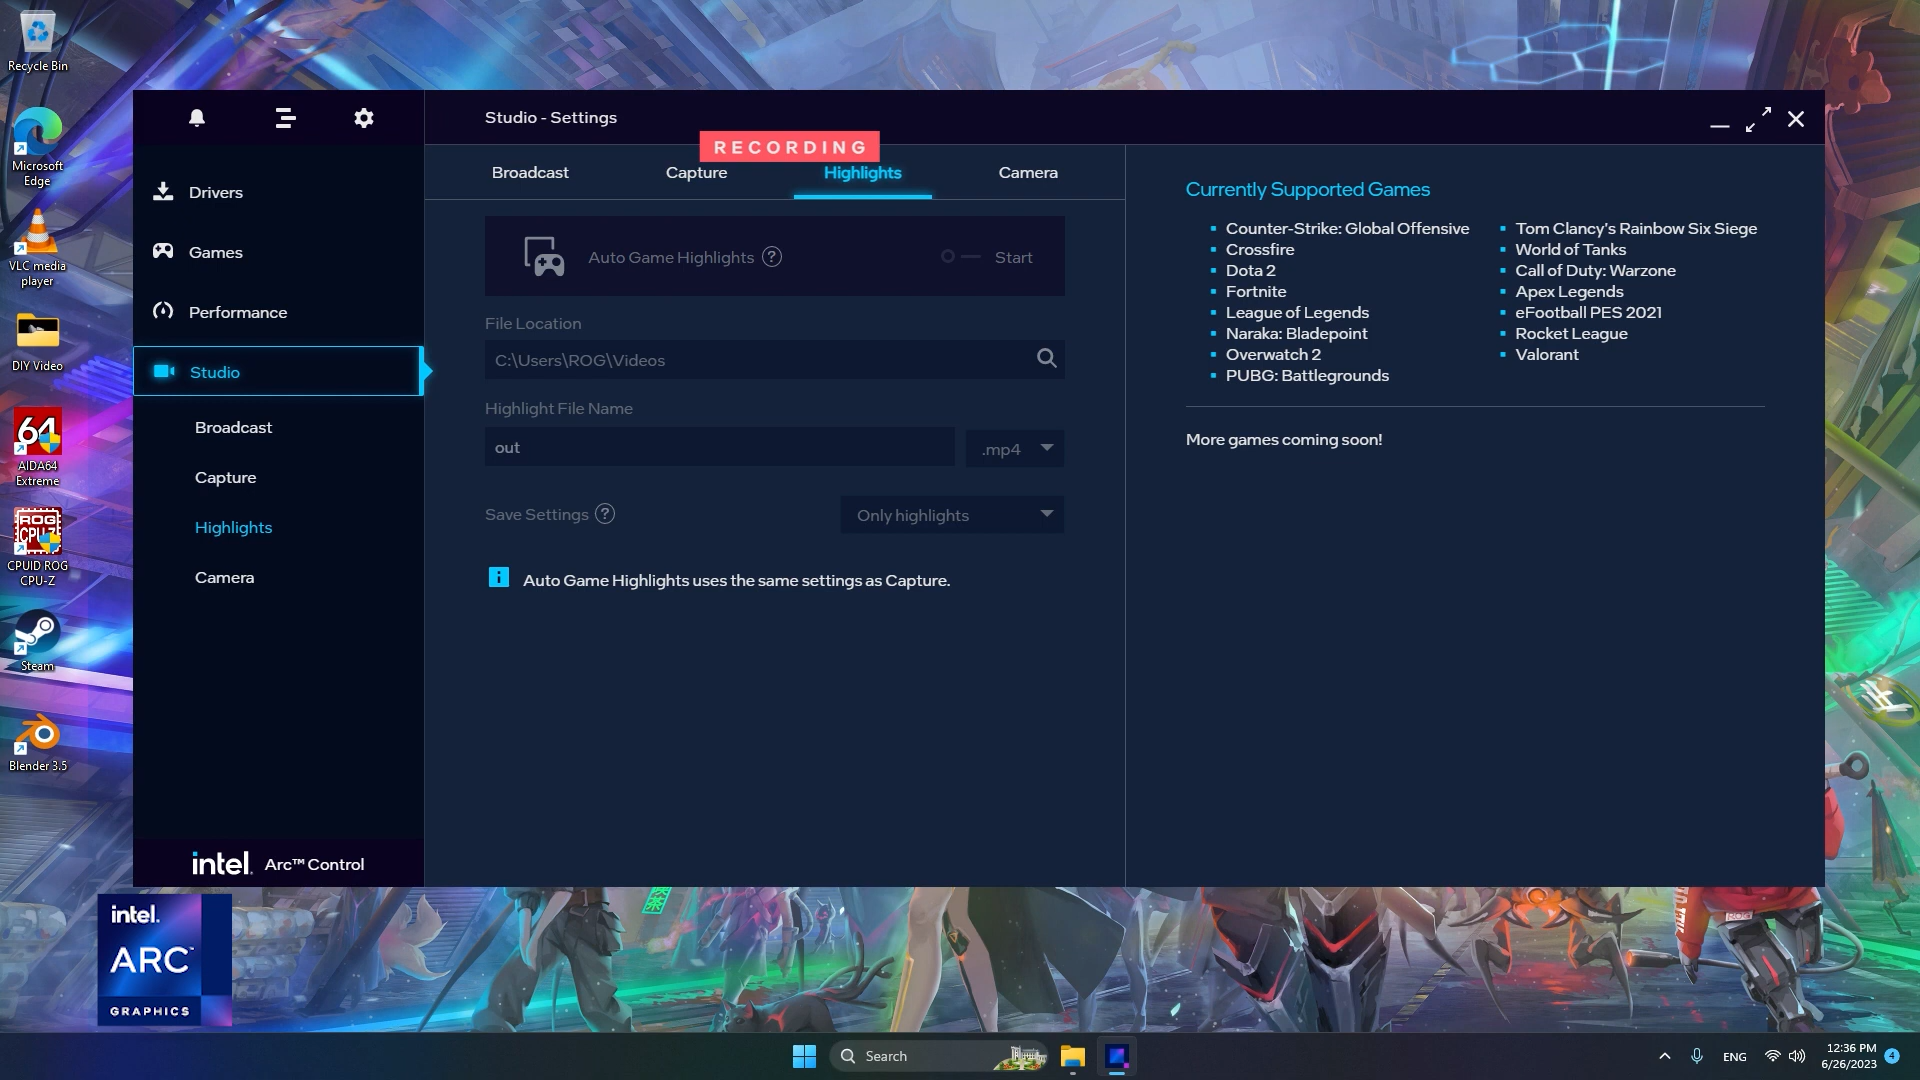 Recycle Bin
Microsoft
Edge
VLC media
player
DIY Video
64
AIDA64
Extreme
ROG
CPU-Z
CPUID ROG
CPU-Z
Steam
Blender 3.5
Studio - Settings
RECORDING
Drivers
Games
Performance
Studio
Broadcast
Capture
Highlights
Camera
intel. Arc™ Control
Broadcast
Capture
Highlights
Camera
Auto Game Highlights ?
Start
File Location
C:\Users\ROG\Videos
Highlight File Name
out
.mp4
Save Settings ?
Only highlights
i Auto Game Highlights uses the same settings as Capture.
Currently Supported Games
Counter-Strike: Global Offensive
Crossfire
Dota 2
Fortnite
League of Legends
Naraka: Bladepoint
Overwatch 2
PUBG: Battlegrounds
Tom Clancy's Rainbow Six Siege
World of Tanks
Call of Duty: Warzone
Apex Legends
eFootball PES 2021
Rocket League
Valorant
More games coming soon!
intel.
ARC™
GRAPHICS
ROG
Search
ENG
12:36 PM
6/26/2023
4